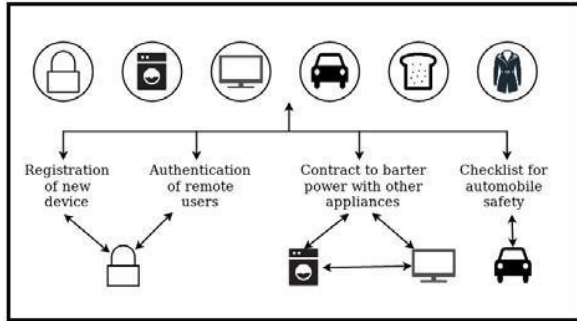 Registration
of new
device
Authentication
of remote
users
Contract to barter
power with other
appliances
Checklist for
automobile
safety